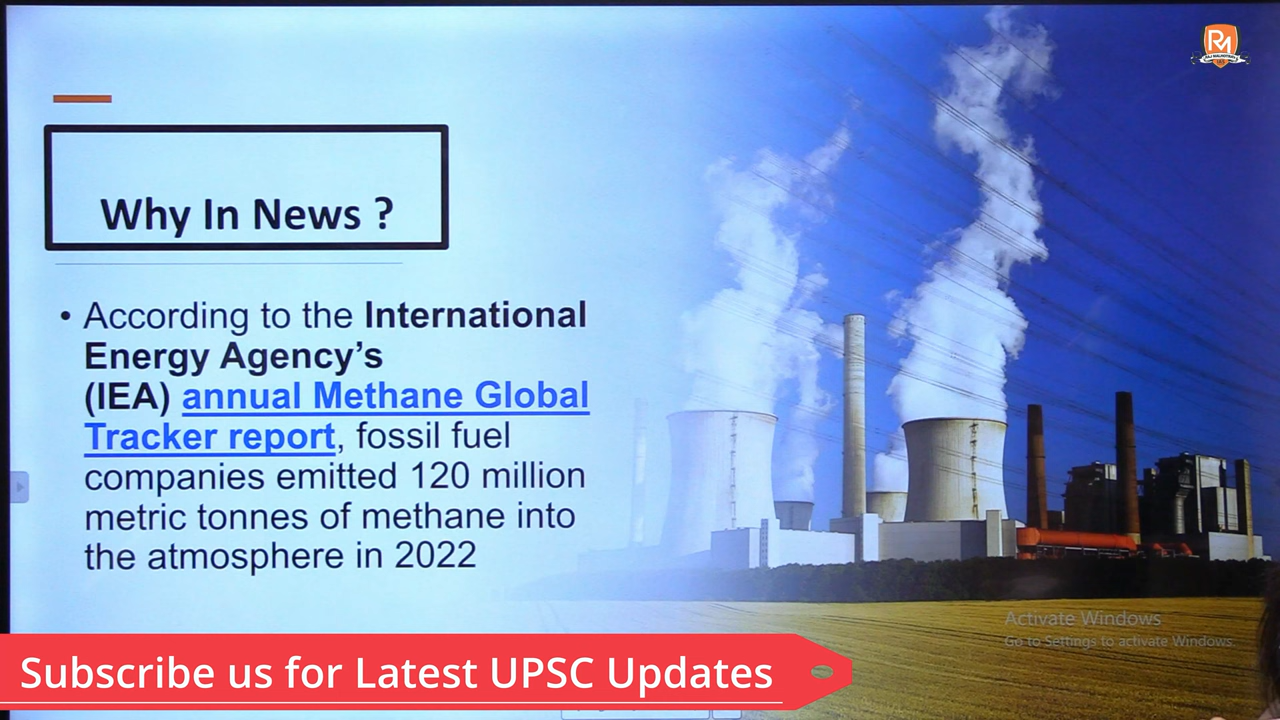 Why In News ?
• According to the International
Energy Agency’s
(IEA) annual Methane Global
Tracker report, fossil fuel
companies emitted 120 million
metric tonnes of methane into
the atmosphere in 2022
Activate Windows
Go to Settings to activate Windows.
Subscribe us for Latest UPSC Updates